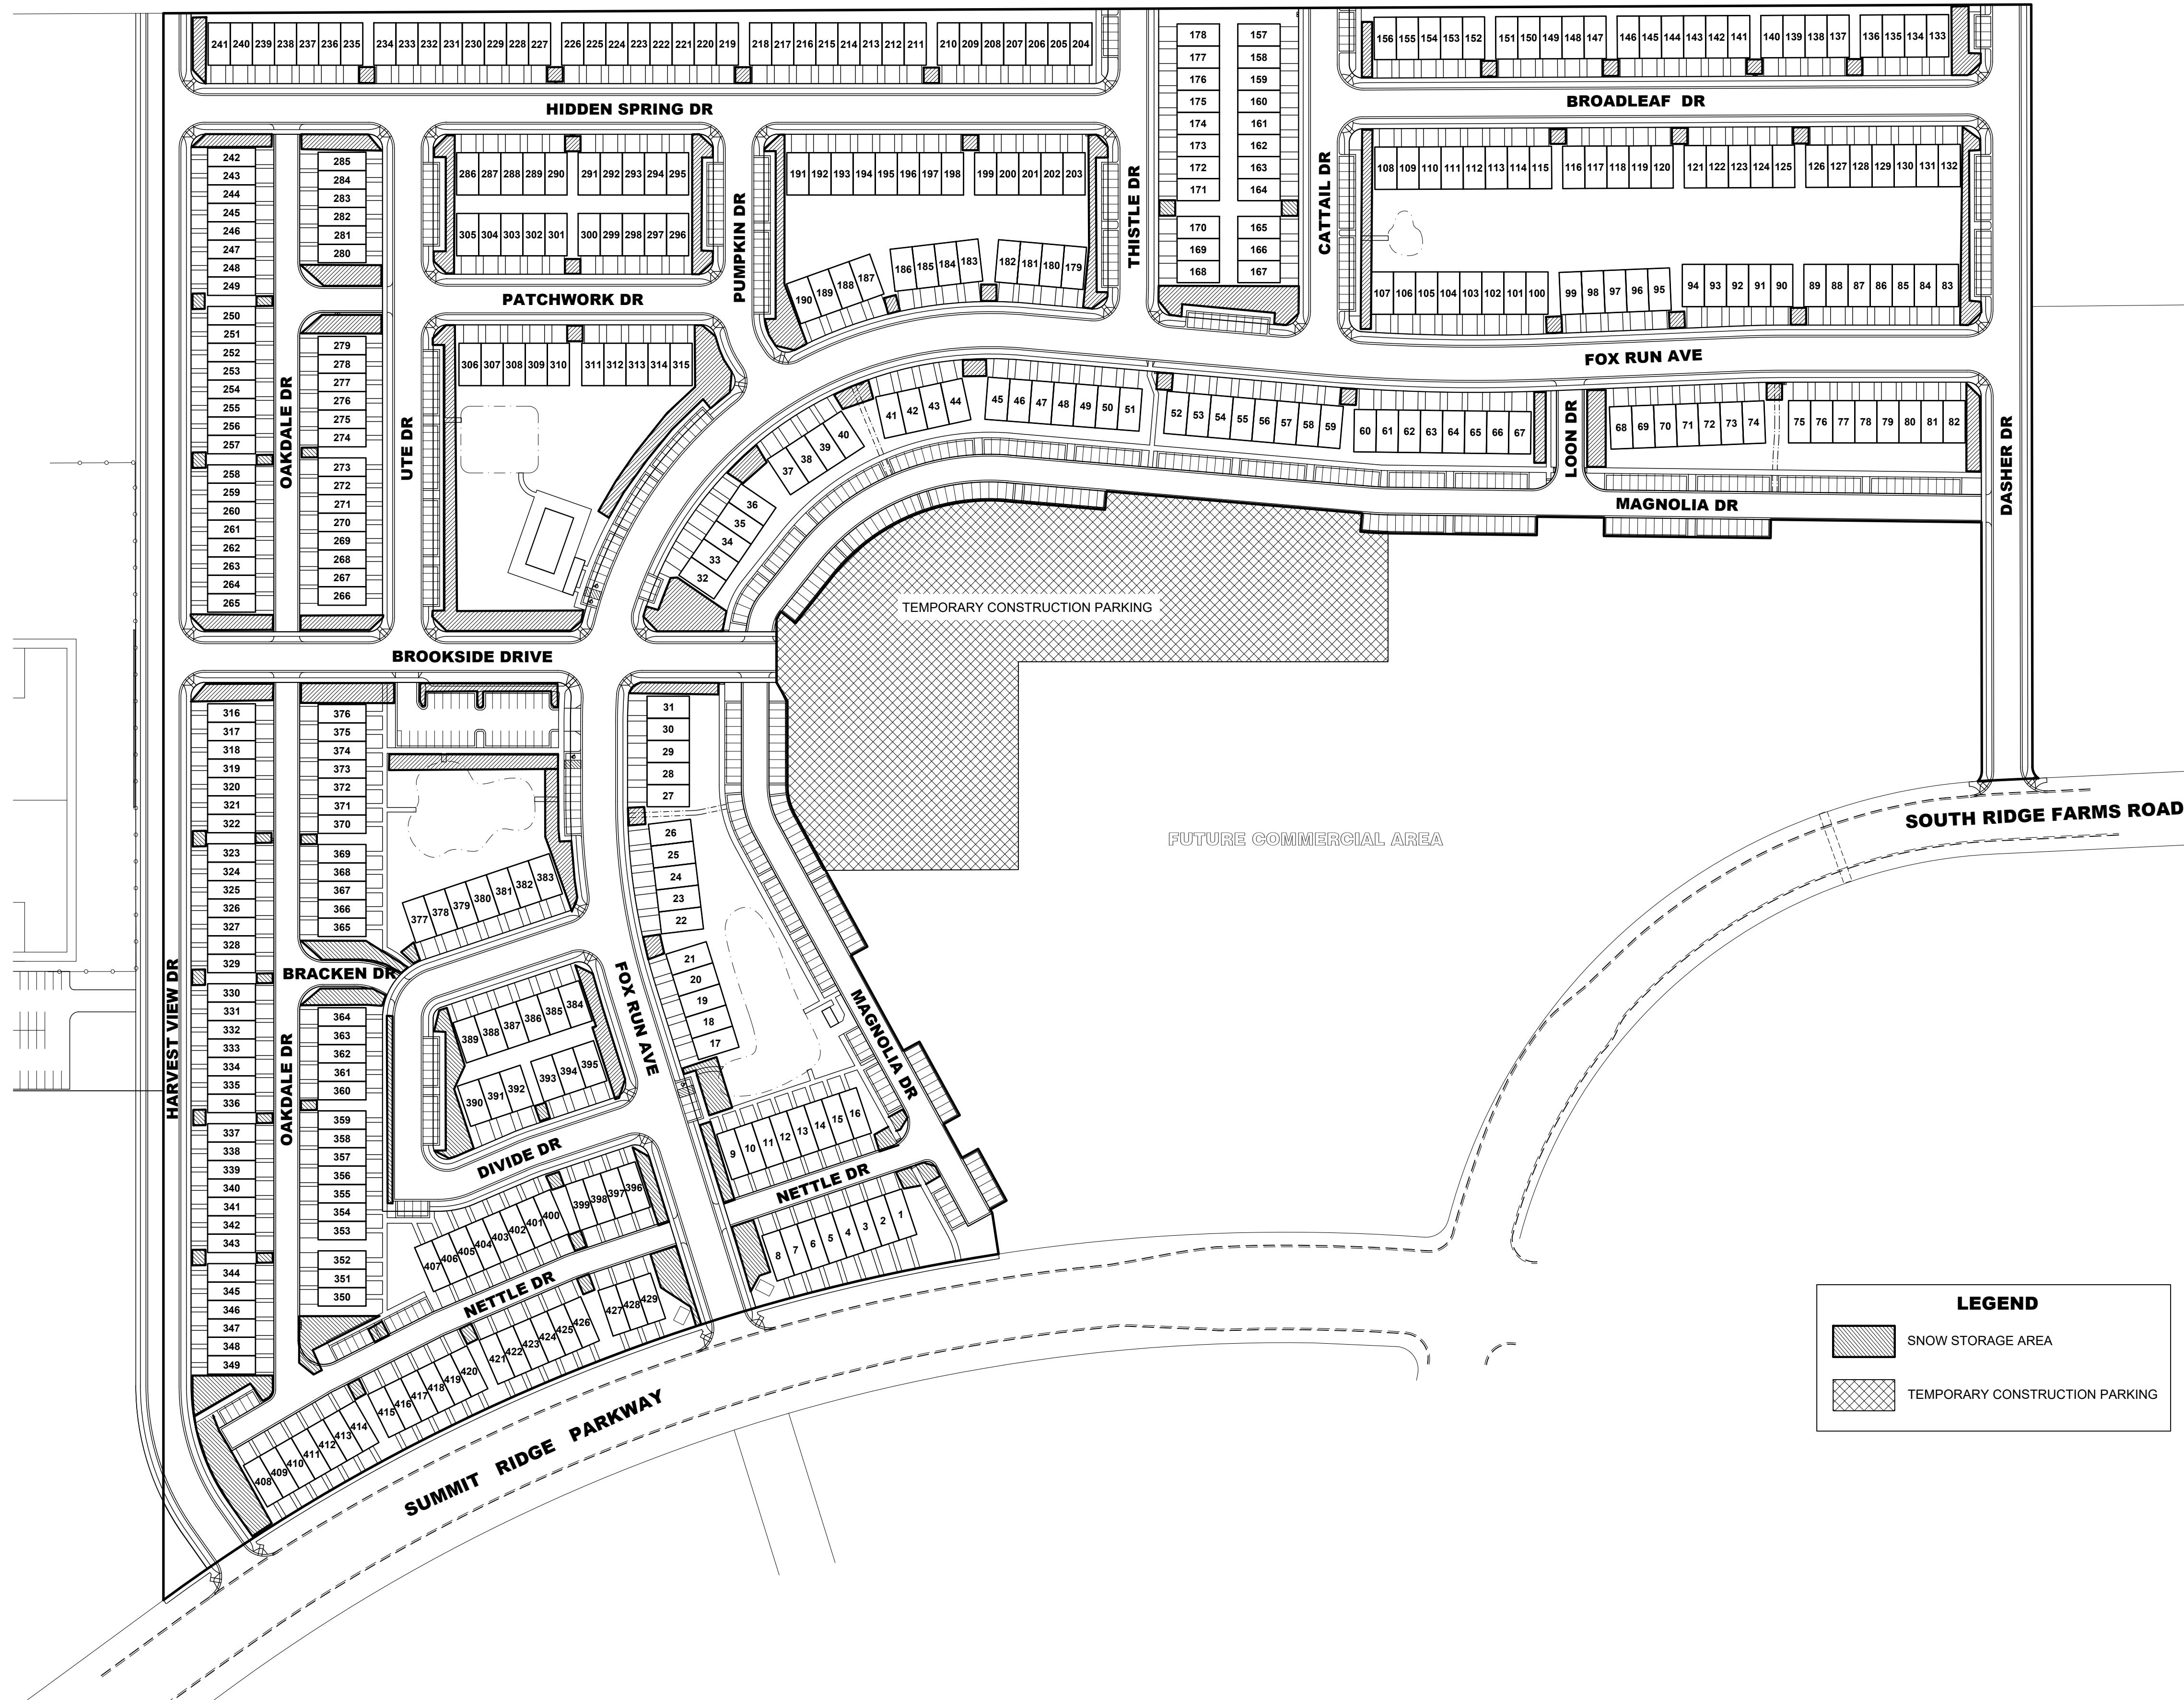 241 240 239 238 237 236 235 234 233 232 231 230 229 228 227 226 225 224 223 222 221 220 219 218 217 216 215 214 213 212 211 210 209 208 207 206 205 204
178 157
177 158
176 159
175 160
174 161
173 162
172 163
171 164
170 165
169 166
168 167
156 155 154 153 152 151 150 149 148 147 146 145 144 143 142 141 140 139 138 137 136 135 134 133
HIDDEN SPRING DR
BROADLEAF DR
242
243
244
245
246
247
248
249
250
251
252
253
254
255
256
257
258
259
260
261
262
263
264
265
285
284
283
282
281
280
279
278
277
276
275
274
273
272
271
270
269
268
267
266
OAKDALE DR
UTE DR
286 287 288 289 290 291 292 293 294 295
305 304 303 302 301 300 299 298 297 296
PATCHWORK DR
PUMPKIN DR
306 307 308 309 310 311 312 313 314 315
191 192 193 194 195 196 197 198 199 200 201 202 203
190 189 188 187 186 185 184 183 182 181 180 179
THISTLE DR
CATTAIL DR
108 109 110 111 112 113 114 115 116 117 118 119 120 121 122 123 124 125 126 127 128 129 130 131 132
107 106 105 104 103 102 101 100 99 98 97 96 95 94 93 92 91 90 89 88 87 86 85 84 83
FOX RUN AVE
32 33 34 35 36 37 38 39 40 41 42 43 44 45 46 47 48 49 50 51 52 53 54 55 56 57 58 59 60 61 62 63 64 65 66 67
LOON DR
68 69 70 71 72 73 74 75 76 77 78 79 80 81 82
DASHER DR
MAGNOLIA DR
TEMPORARY CONSTRUCTION PARKING
BROOKSIDE DRIVE
316
317
318
319
320
321
322
323
324
325
326
327
328
329
330
331
332
333
334
335
336
337
338
339
340
341
342
343
344
345
346
347
348
349
376
375
374
373
372
371
370
369
368
367
366
365
BRACKEN DR
364
363
362
361
360
359
358
357
356
355
354
353
352
351
350
HARVEST VIEW DR
OAKDALE DR
377 378 379 380 381 382 383
389 388 387 386 385 384
390 391 392 393 394 395
DIVIDE DR
FOX RUN AVE
31
30
29
28
27
26
25
24
23
22
21
20
19
18
17
MAGNOLIA DR
9 10 11 12 13 14 15 16
NETTLE DR
8 7 6 5 4 3 2 1
407 406 405 404 403 402 401 400 399 398 397 396
NETTLE DR
408 409 410 411 412 413 414 415 416 417 418 419 420 421 422 423 424 425 426 427 428 429
SUMMIT RIDGE PARKWAY
FUTURE COMMERCIAL AREA
SOUTH RIDGE FARMS ROAD
LEGEND
SNOW STORAGE AREA
TEMPORARY CONSTRUCTION PARKING